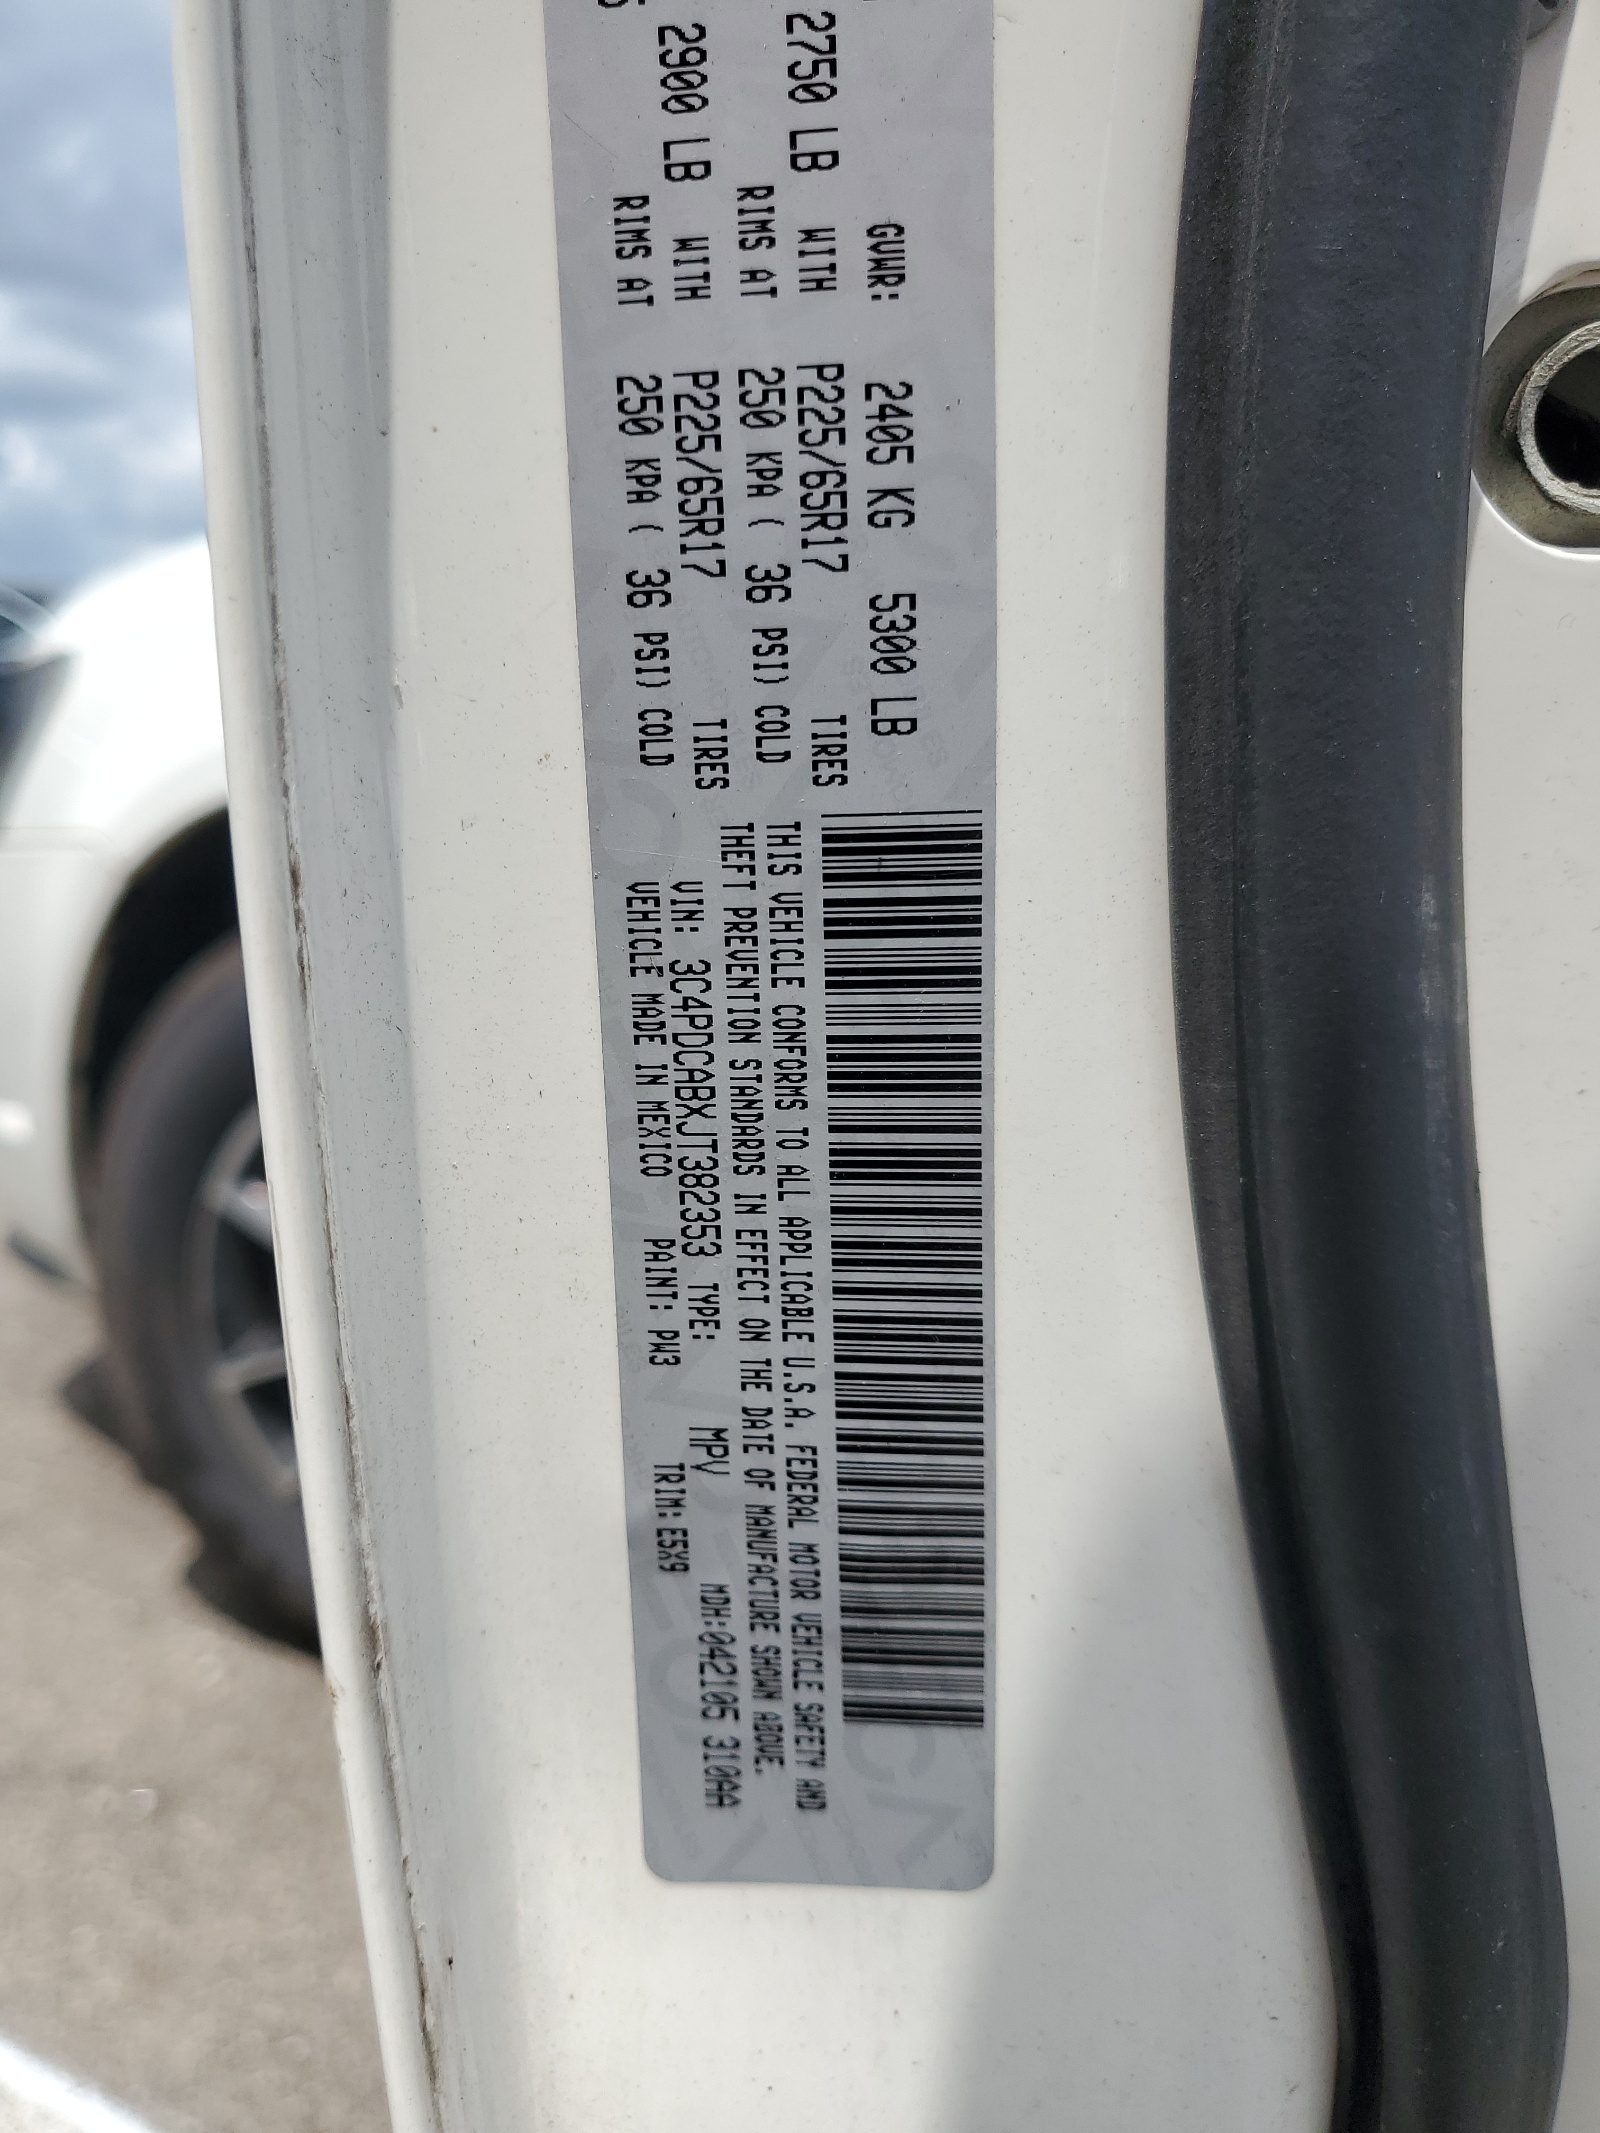 GVWR: 2405 KG 5300 LB
2750 LB WITH P225/65R17 TIRES
RIMS AT 250 KPA ( 36 PSI) COLD
2900 LB WITH P225/65R17 TIRES
RIMS AT 250 KPA ( 36 PSI) COLD
THIS VEHICLE CONFORMS TO ALL APPLICABLE U.S.A. FEDERAL MOTOR VEHICLE SAFETY AND
THEFT PREVENTION STANDARDS IN EFFECT ON THE DATE OF MANUFACTURE SHOWN ABOVE.
VIN: 3C4PDCABXJT382353 TYPE: MPV MDH:042105 310AA
VEHICLE MADE IN MEXICO PAINT: PW3 TRIM: E5X9